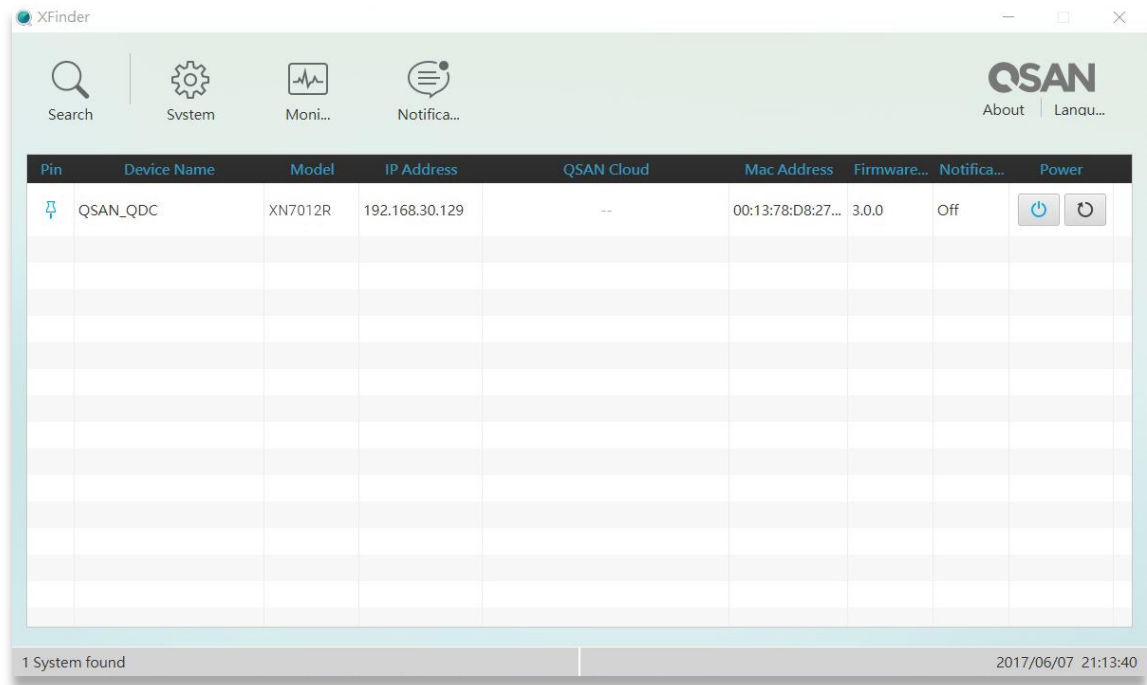 XFinder
QSAN
Search System Moni... Notifica... About Langu...
Pin Device Name Model IP Address QSAN Cloud Mac Address Firmware... Notifica... Power
QSAN_QDC XN7012R 192.168.30.129 -- 00:13:78:D8:27... 3.0.0 Off
1 System found 2017/06/07 21:13:40